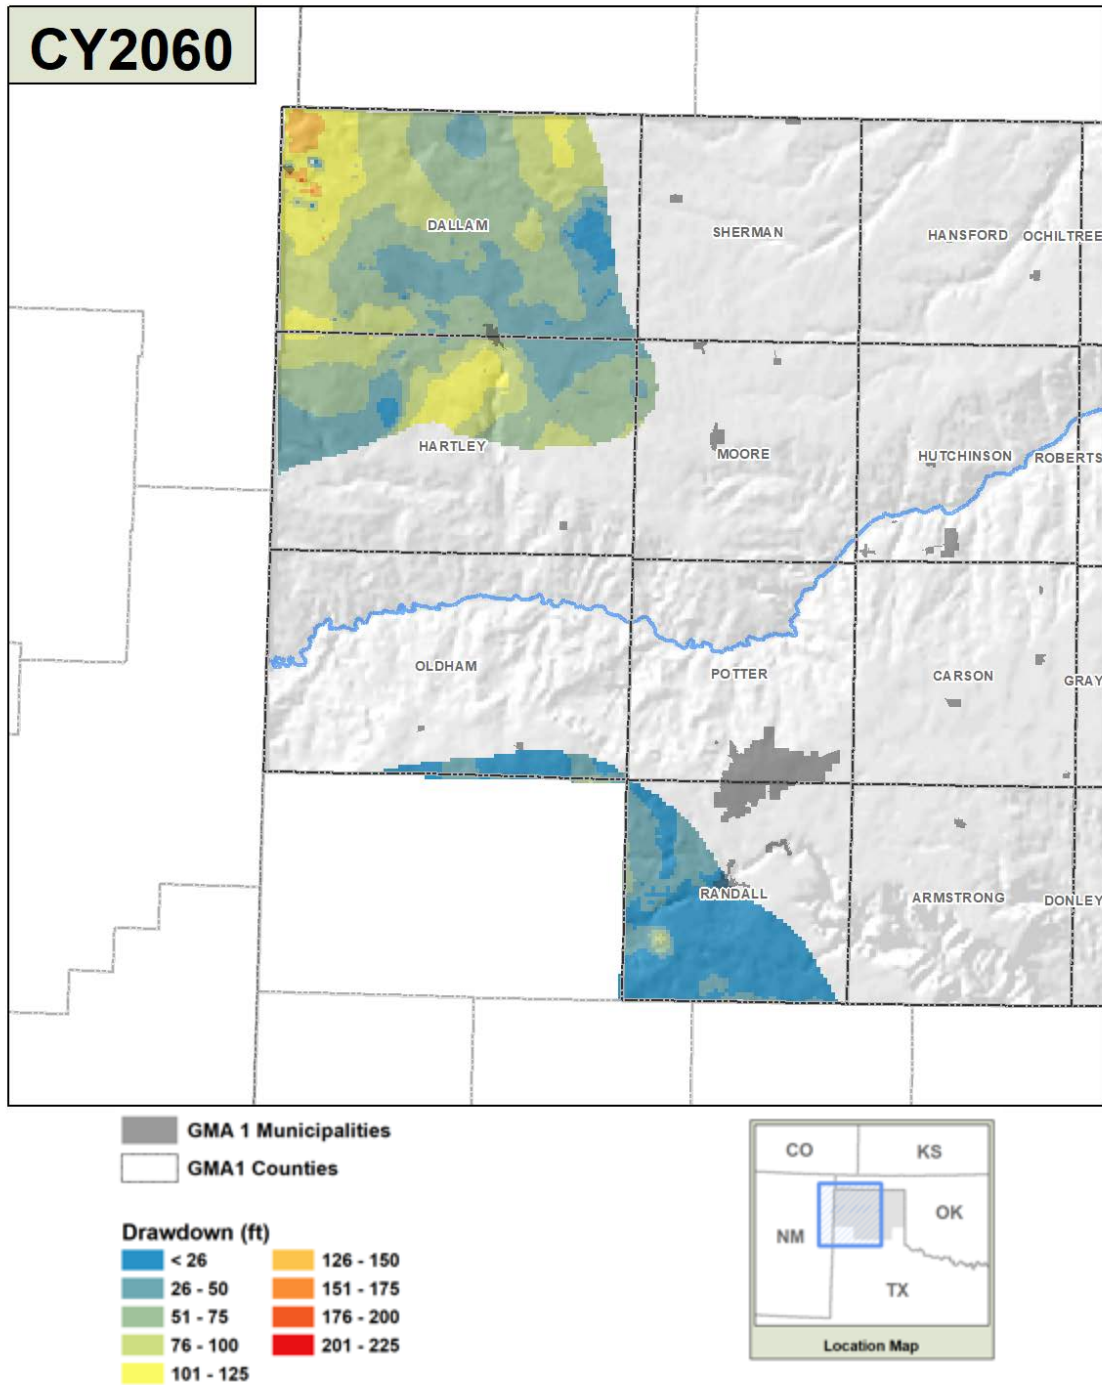 CY2060
DALLAM
SHERMAN
HANSFORD
OCHILTREE
HARTLEY
MOORE
HUTCHINSON
ROBERTS
OLDHAM
POTTER
CARSON
GRAY
RANDALL
ARMSTRONG
DONLEY
GMA 1 Municipalities
GMA1 Counties
Drawdown (ft)
< 26
26 - 50
51 - 75
76 - 100
101 - 125
126 - 150
151 - 175
176 - 200
201 - 225
CO
KS
NM
OK
TX
Location Map